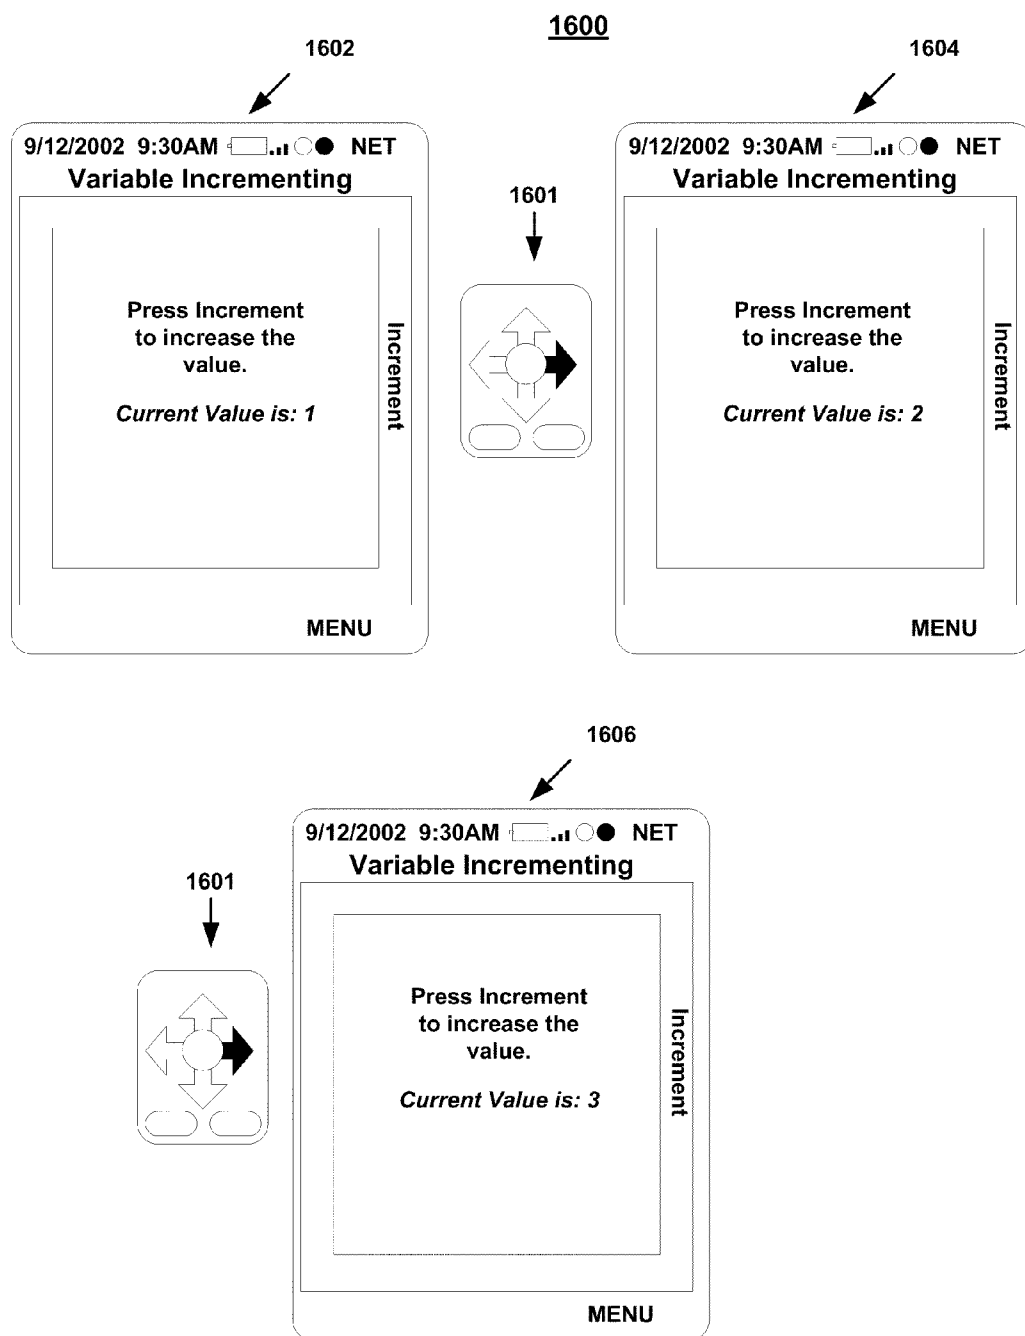 1600
1602
1604
9/12/2002 9:30AM NET
Variable Incrementing
Press Increment
to increase the
value.
Current Value is: 1
Increment
MENU
1601
9/12/2002 9:30AM NET
Variable Incrementing
Press Increment
to increase the
value.
Current Value is: 2
Increment
MENU
1606
1601
9/12/2002 9:30AM NET
Variable Incrementing
Press Increment
to increase the
value.
Current Value is: 3
Increment
MENU